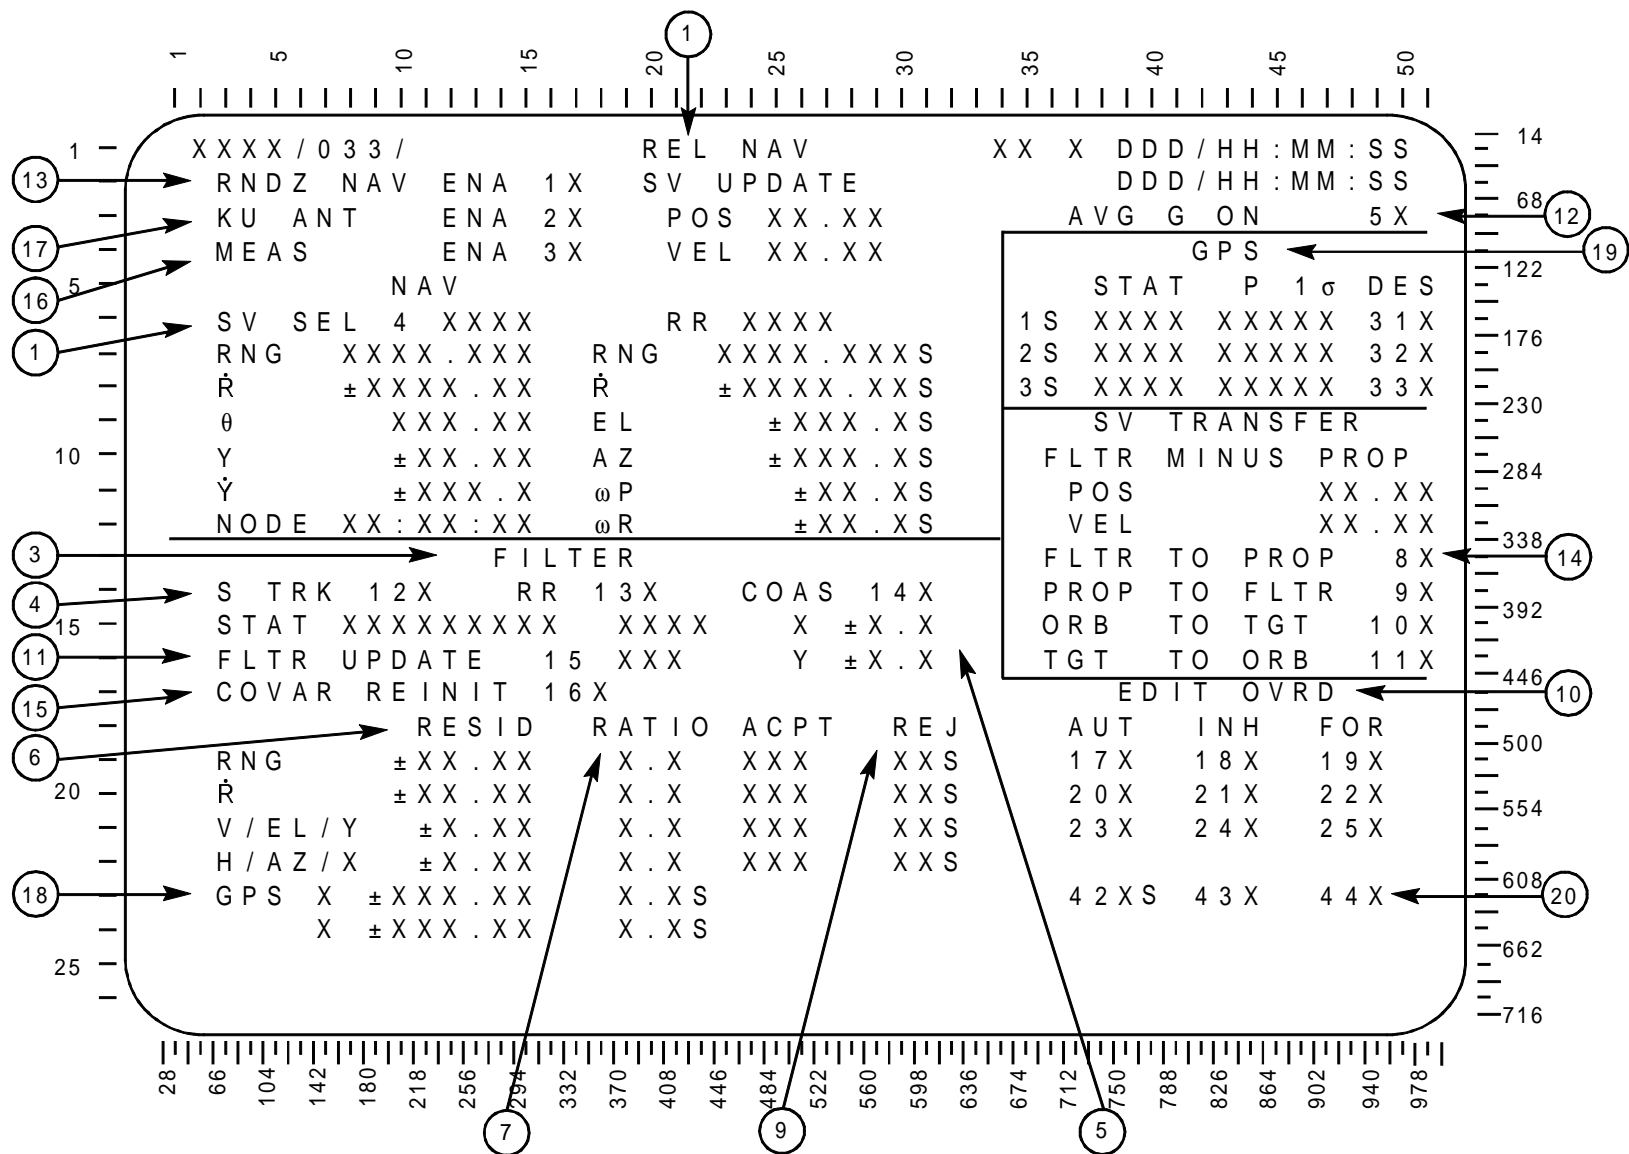 1
1 5 10 15 20 25 30 35 40 45 50
1 XXXX/033/ REL NAV XX X DDD/HH:MM:SS 14
13 RNDZ NAV ENA 1X SV UPDATE DDD/HH:MM:SS
KU ANT ENA 2X POS XX.XX AVG G ON 5X 68 12
17 MEAS ENA 3X VEL XX.XX GPS 19
122
16 5 NAV STAT P 1σ DES
SV SEL 4 XXXX RR XXXX 1S XXXX XXXXX 31X
176
1 RNG XXXX.XXX RNG XXXX.XXXS 2S XXXX XXXXX 32X
Ṙ ±XXXX.XX Ṙ ±XXXX.XXS 3S XXXX XXXXX 33X
230
θ XXX.XX EL ±XXX.XS SV TRANSFER
10 Y ±XX.XX AZ ±XXX.XS FLTR MINUS PROP
284
Ẏ ±XXX.X ωP ±XX.XS POS XX.XX
NODE XX:XX:XX ωR ±XX.XS VEL XX.XX
338
3 FILTER FLTR TO PROP 8X 14
4 S TRK 12X RR 13X COAS 14X PROP TO FLTR 9X
392
15 STAT XXXXXXXXX XXXX X ±X.X ORB TO TGT 10X
11 FLTR UPDATE 15 XXX Y ±X.X TGT TO ORB 11X
446
15 COVAR REINIT 16X EDIT OVRD 10
RESID RATIO ACPT REJ AUT INH FOR
500
6 RNG ±XX.XX X.X XXX XXS 17X 18X 19X
20 Ṙ ±XX.XX X.X XXX XXS 20X 21X 22X
554
V/EL/Y ±X.XX X.X XXX XXS 23X 24X 25X
H/AZ/X ±X.XX X.X XXX XXS
608
18 GPS X ±XXX.XX X.XS 42XS 43X 44X 20
X ±XXX.XX X.XS
662
25
716
28 66 104 142 180 218 256 294 332 370 408 446 484 522 560 598 636 674 712 750 788 826 864 902 940 978
7 9 5